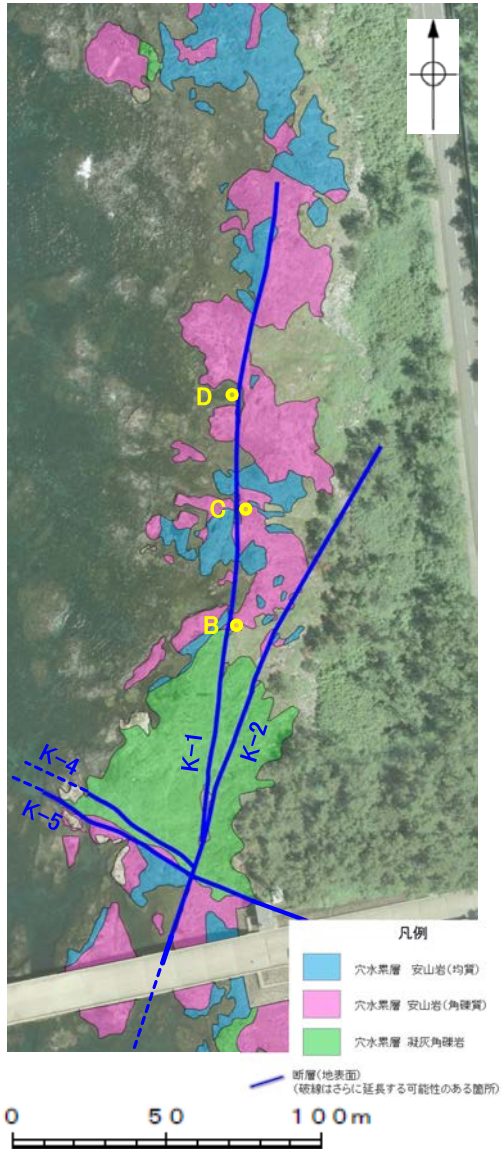 D
C
B
K-1
K-2
K-4
K-5
凡例
穴水累層 安山岩(均質)
穴水累層 安山岩(角礫質)
穴水累層 凝灰角礫岩
断層(地表面)
(破線はさらに延長する可能性のある箇所)
0 50 100m